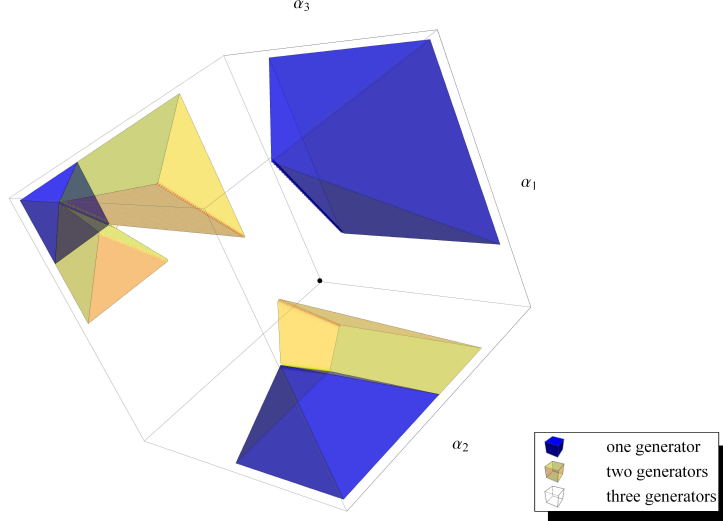 α₃
α₁
α₂
one generator
two generators
three generators